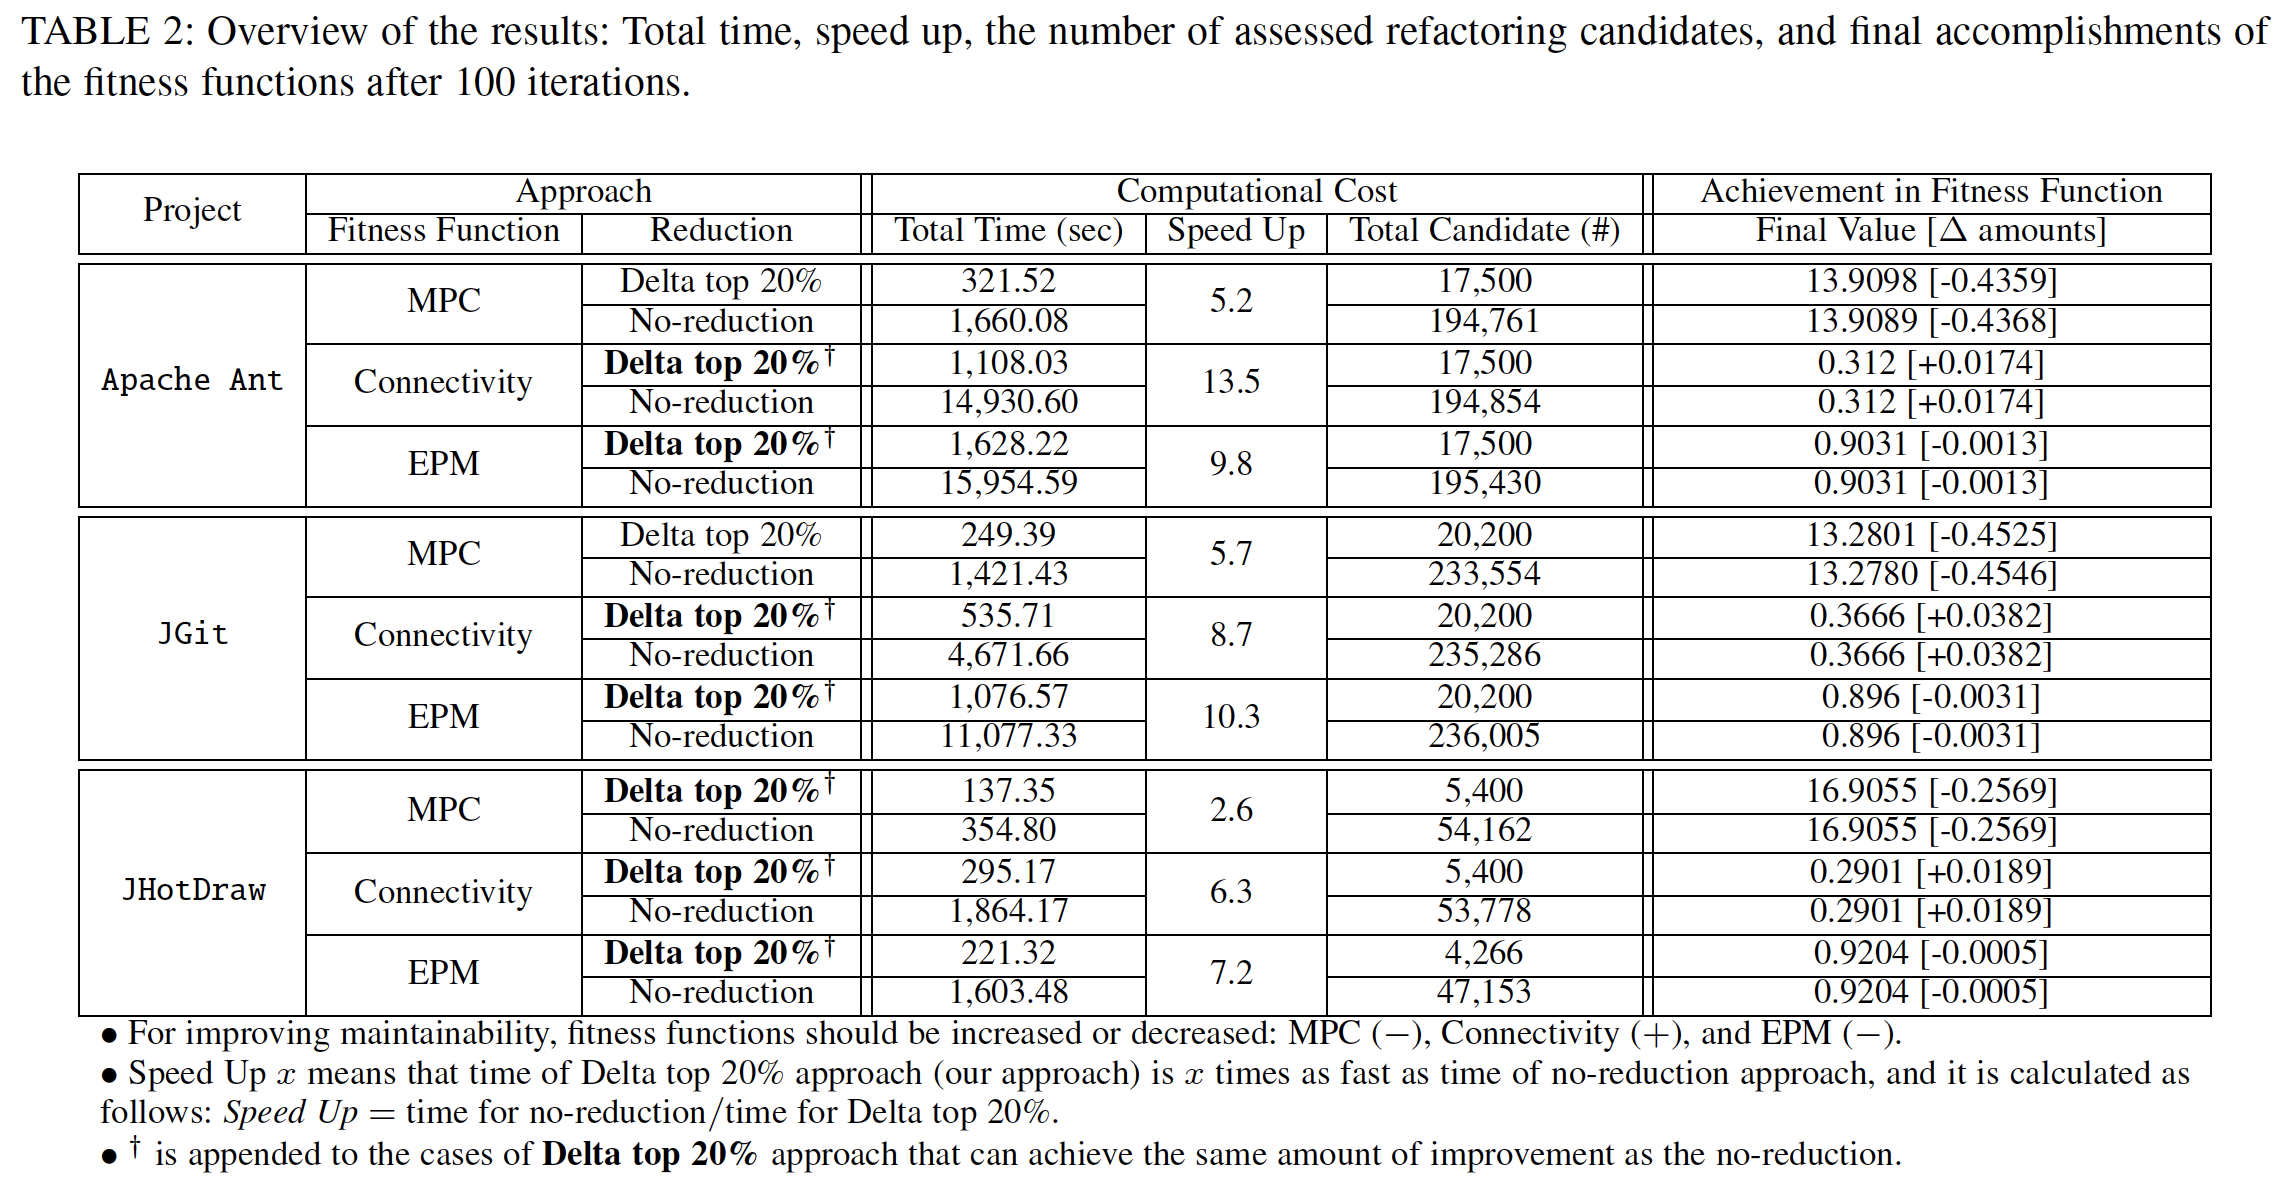 TABLE 2: Overview of the results: Total time, speed up, the number of assessed refactoring candidates, and final accomplishments of
the fitness functions after 100 iterations.
Project Approach Computational Cost Achievement in Fitness Function
Fitness Function Reduction Total Time (sec) Speed Up Total Candidate (#) Final Value [Δ amounts]
Apache Ant MPC Delta top 20% 321.52 5.2 17,500 13.9098 [-0.4359]
No-reduction 1,660.08 194,761 13.9089 [-0.4368]
Connectivity Delta top 20%† 1,108.03 13.5 17,500 0.312 [+0.0174]
No-reduction 14,930.60 194,854 0.312 [+0.0174]
EPM Delta top 20%† 1,628.22 9.8 17,500 0.9031 [-0.0013]
No-reduction 15,954.59 195,430 0.9031 [-0.0013]
JGit MPC Delta top 20% 249.39 5.7 20,200 13.2801 [-0.4525]
No-reduction 1,421.43 233,554 13.2780 [-0.4546]
Connectivity Delta top 20%† 535.71 8.7 20,200 0.3666 [+0.0382]
No-reduction 4,671.66 235,286 0.3666 [+0.0382]
EPM Delta top 20%† 1,076.57 10.3 20,200 0.896 [-0.0031]
No-reduction 11,077.33 236,005 0.896 [-0.0031]
JHotDraw MPC Delta top 20%† 137.35 2.6 5,400 16.9055 [-0.2569]
No-reduction 354.80 54,162 16.9055 [-0.2569]
Connectivity Delta top 20%† 295.17 6.3 5,400 0.2901 [+0.0189]
No-reduction 1,864.17 53,778 0.2901 [+0.0189]
EPM Delta top 20%† 221.32 7.2 4,266 0.9204 [-0.0005]
No-reduction 1,603.48 47,153 0.9204 [-0.0005]
● For improving maintainability, fitness functions should be increased or decreased: MPC (−), Connectivity (+), and EPM (−).
● Speed Up x means that time of Delta top 20% approach (our approach) is x times as fast as time of no-reduction approach, and it is calculated as
follows: Speed Up = time for no-reduction/time for Delta top 20%.
● † is appended to the cases of Delta top 20% approach that can achieve the same amount of improvement as the no-reduction.